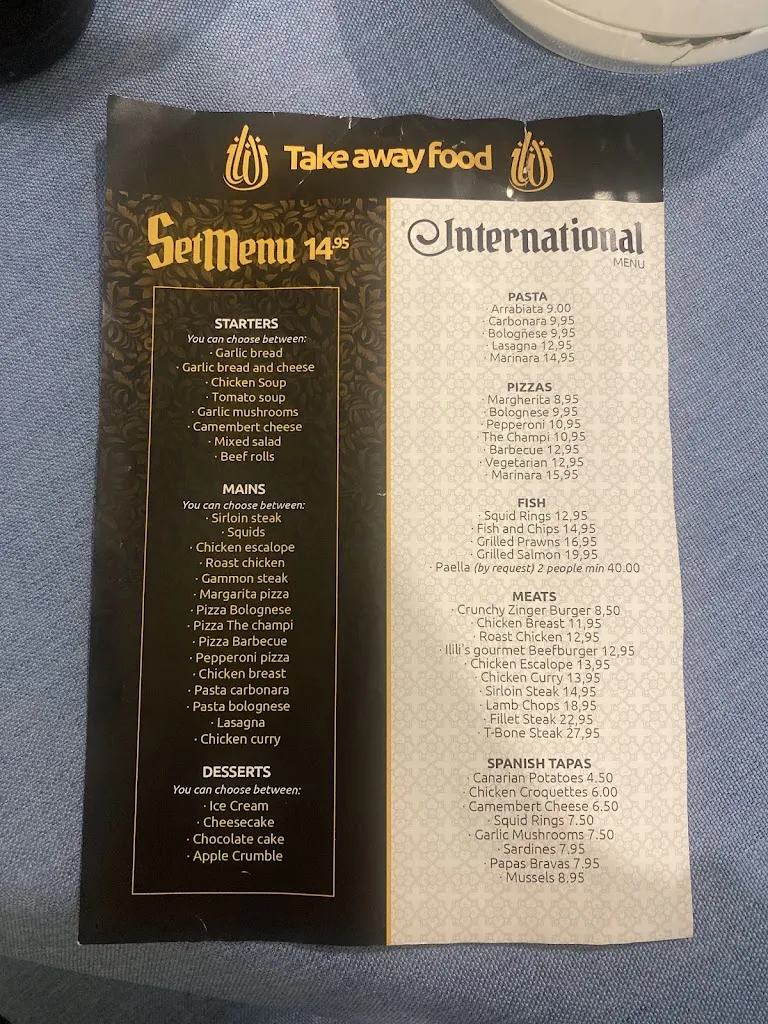 Take away food
Set Menu 14⁹⁵
STARTERS
You can choose between:
· Garlic bread
· Garlic bread and cheese
· Chicken Soup
· Tomato soup
· Garlic mushrooms
· Camembert cheese
· Mixed salad
· Beef rolls
MAINS
You can choose between:
· Sirloin steak
· Squids
· Chicken escalope
· Roast chicken
· Gammon steak
· Margarita pizza
· Pizza Bolognese
· Pizza The champi
· Pizza Barbecue
· Pepperoni pizza
· Chicken breast
· Pasta carbonara
· Pasta bolognese
· Lasagna
· Chicken curry
DESSERTS
You can choose between:
· Ice Cream
· Cheesecake
· Chocolate cake
· Apple Crumble
International
MENU
PASTA
· Arrabiata 9.00
· Carbonara 9,95
· Bolognese 9,95
· Lasagna 12,95
· Marinara 14,95
PIZZAS
· Margherita 8,95
· Bolognese 9,95
· Pepperoni 10,95
· The Champi 10,95
· Barbecue 12,95
· Vegetarian 12,95
· Marinara 15,95
FISH
· Squid Rings 12,95
· Fish and Chips 14,95
· Grilled Prawns 16,95
· Grilled Salmon 19,95
· Paella (by request) 2 people min 40.00
MEATS
· Crunchy Zinger Burger 8,50
· Chicken Breast 11,95
· Roast Chicken 12,95
· Ilili's gourmet Beefburger 12,95
· Chicken Escalope 13,95
· Chicken Curry 13,95
· Sirloin Steak 14,95
· Lamb Chops 18,95
· Fillet Steak 22,95
· T-Bone Steak 27,95
SPANISH TAPAS
· Canarian Potatoes 4.50
· Chicken Croquettes 6.00
· Camembert Cheese 6.50
· Squid Rings 7.50
· Garlic Mushrooms 7.50
· Sardines 7.95
· Papas Bravas 7.95
· Mussels 8.95